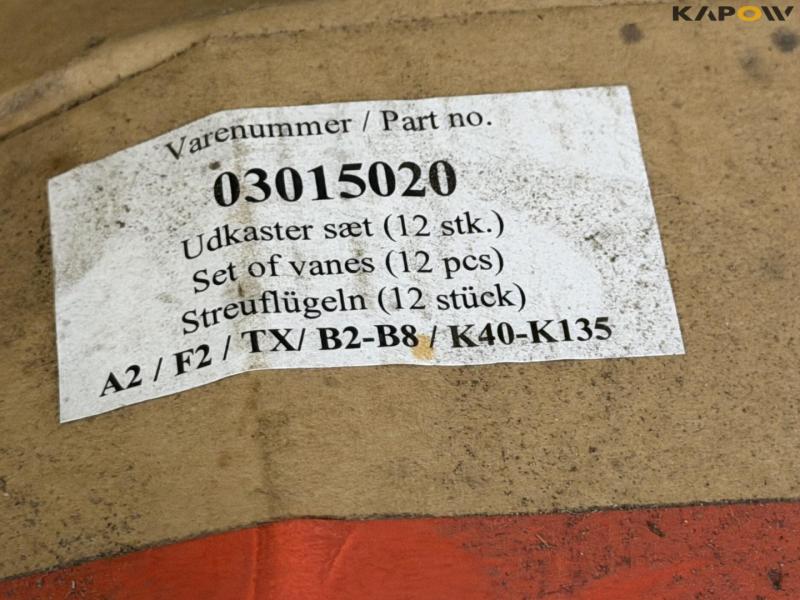 KAPOW
Varenummer / Part no.
03015020
Udkaster sæt (12 stk.)
Set of vanes (12 pcs)
Streuflügeln (12 stück)
A2 / F2 / TX/ B2-B8 / K40-K135